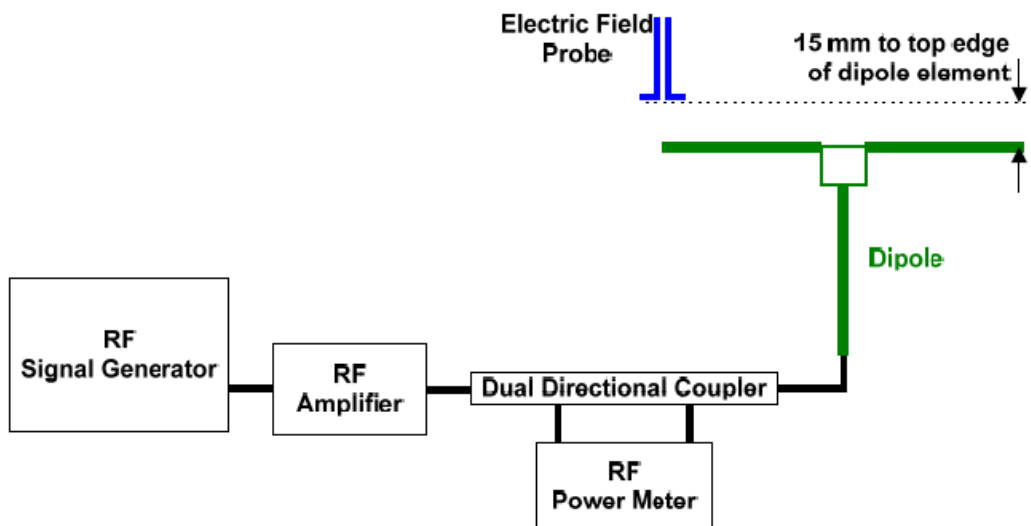 Electric Field
Probe
15 mm to top edge
of dipole element
Dipole
RF
Signal Generator
RF
Amplifier
Dual Directional Coupler
RF
Power Meter